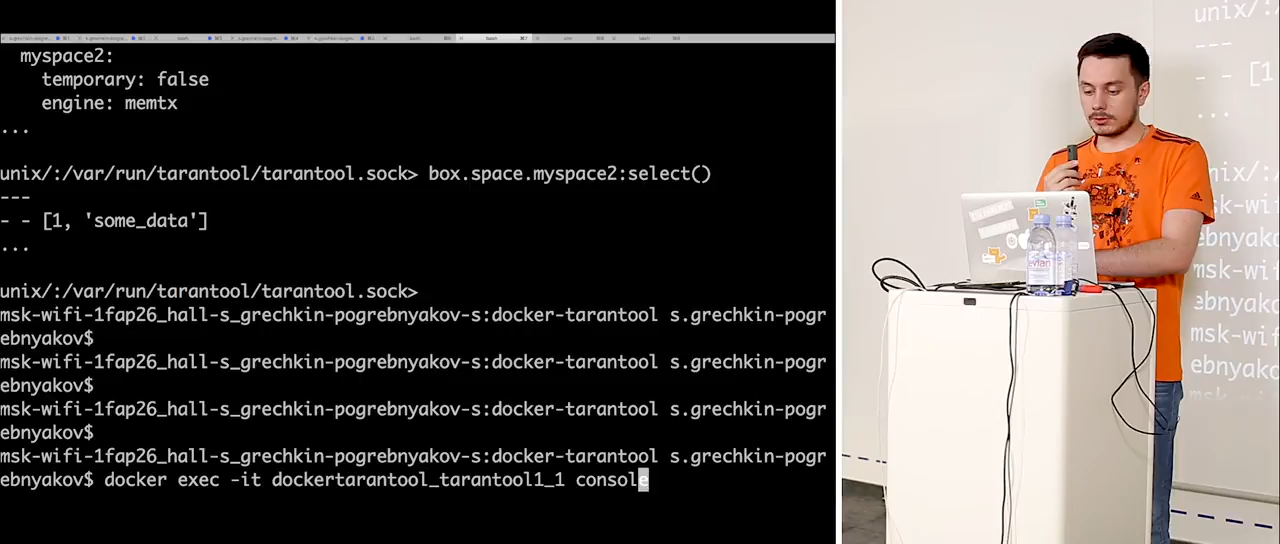 myspace2:
temporary: false
engine: memtx
...
unix/:/var/run/tarantool/tarantool.sock> box.space.myspace2:select()
---
- - [1, 'some_data']
...
unix/:/var/run/tarantool/tarantool.sock>
msk-wifi-1fap26_hall-s_grechkin-pogrebnyakov-s:docker-tarantool s.grechkin-pogr
ebnyakov$
msk-wifi-1fap26_hall-s_grechkin-pogrebnyakov-s:docker-tarantool s.grechkin-pogr
ebnyakov$
msk-wifi-1fap26_hall-s_grechkin-pogrebnyakov-s:docker-tarantool s.grechkin-pogr
ebnyakov$
msk-wifi-1fap26_hall-s_grechkin-pogrebnyakov-s:docker-tarantool s.grechkin-pogr
ebnyakov$ docker exec -it dockertarantool_tarantool1_1 console
unix/:
---
- - [1
...
unix/:
msk-wif
ebnyako
msk-wif
ebnyako
msk-wif
ebnyako
adidas
evian